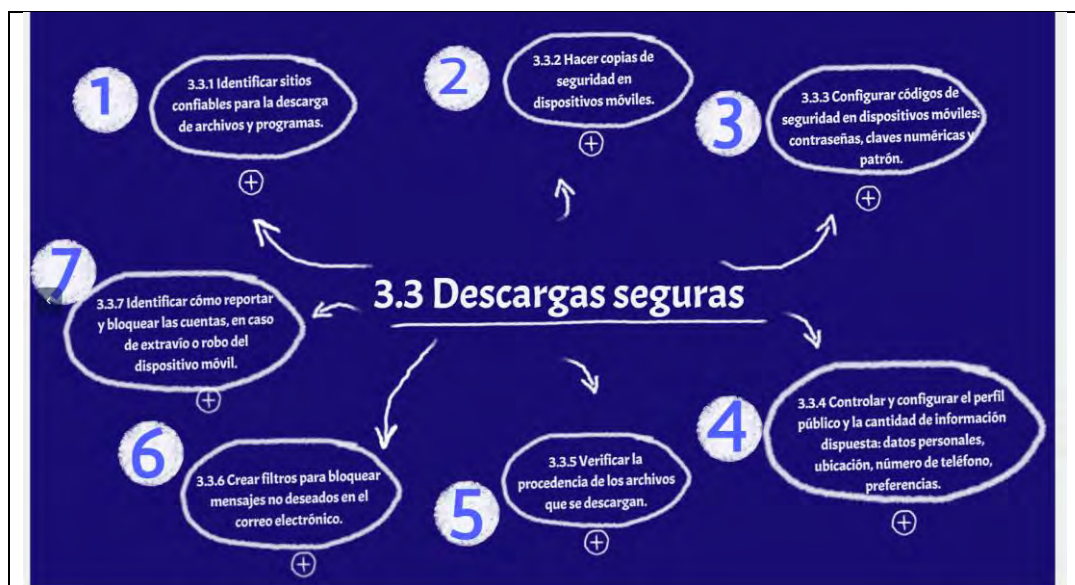 1
3.3.1 Identificar sitios
confiables para la descarga
de archivos y programas.
2
3.3.2 Hacer copias de
seguridad en
dispositivos móviles.
3
3.3.3 Configurar códigos de
seguridad en dispositivos móviles:
contraseñas, claves numéricas y
patrón.
3.3 Descargas seguras
7
3.3.7 Identificar cómo reportar
y bloquear las cuentas, en caso
de extravío o robo del
dispositivo móvil.
4
3.3.4 Controlar y configurar el perfil
público y la cantidad de información
dispuesta: datos personales,
ubicación, número de teléfono,
preferencias.
6
3.3.6 Crear filtros para bloquear
mensajes no deseados en el
correo electrónico.
5
3.3.5 Verificar la
procedencia de los archivos
que se descargan.